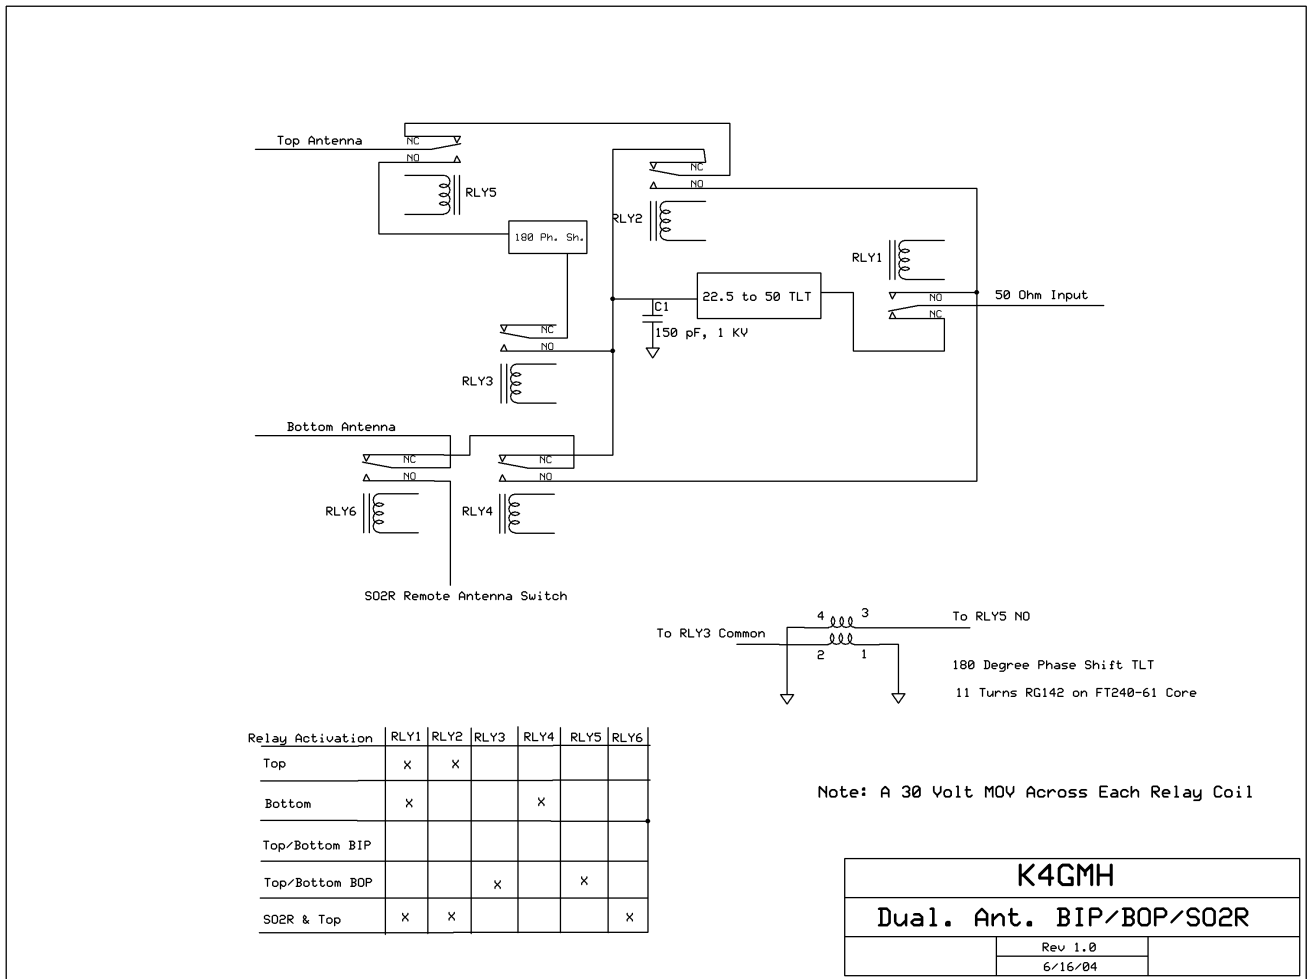 Top Antenna
NC
NO
RLY5
180 Ph. Sh.
NC
NO
RLY2
RLY1
NO
NC
50 Ohm Input
22.5 to 50 TLT
C1
150 pF, 1 KV
NC
NO
RLY3
Bottom Antenna
NC
NO
RLY6
NC
NO
RLY4
SO2R Remote Antenna Switch
To RLY3 Common
4 3
2 1
To RLY5 NO
180 Degree Phase Shift TLT
11 Turns RG142 on FT240-61 Core
Relay Activation RLY1 RLY2 RLY3 RLY4 RLY5 RLY6
Top X X
Bottom X X
Top/Bottom BIP
Top/Bottom BOP X X
SO2R & Top X X X
Note: A 30 Volt MOV Across Each Relay Coil
K4GMH
Dual. Ant. BIP/BOP/SO2R
Rev 1.0
6/16/04